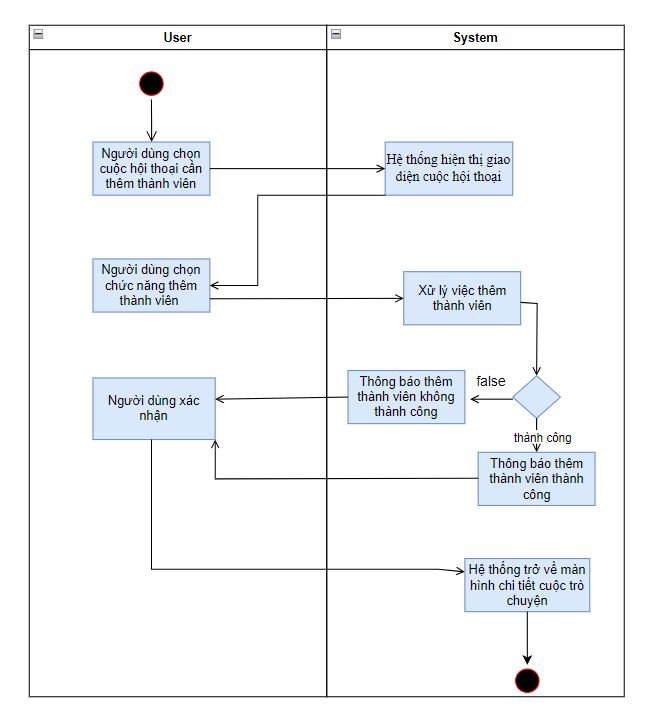 User
System
Người dùng chọn
cuộc hội thoại cần
thêm thành viên
Hệ thống hiện thị giao
diện cuộc hội thoại
Người dùng chọn
chức năng thêm
thành viên
Xử lý việc thêm
thành viên
Thông báo thêm
thành viên không
thành công
false
Người dùng xác
nhận
thành công
Thông báo thêm
thành viên thành
công
Hệ thống trở về màn
hình chi tiết cuộc trò
chuyện